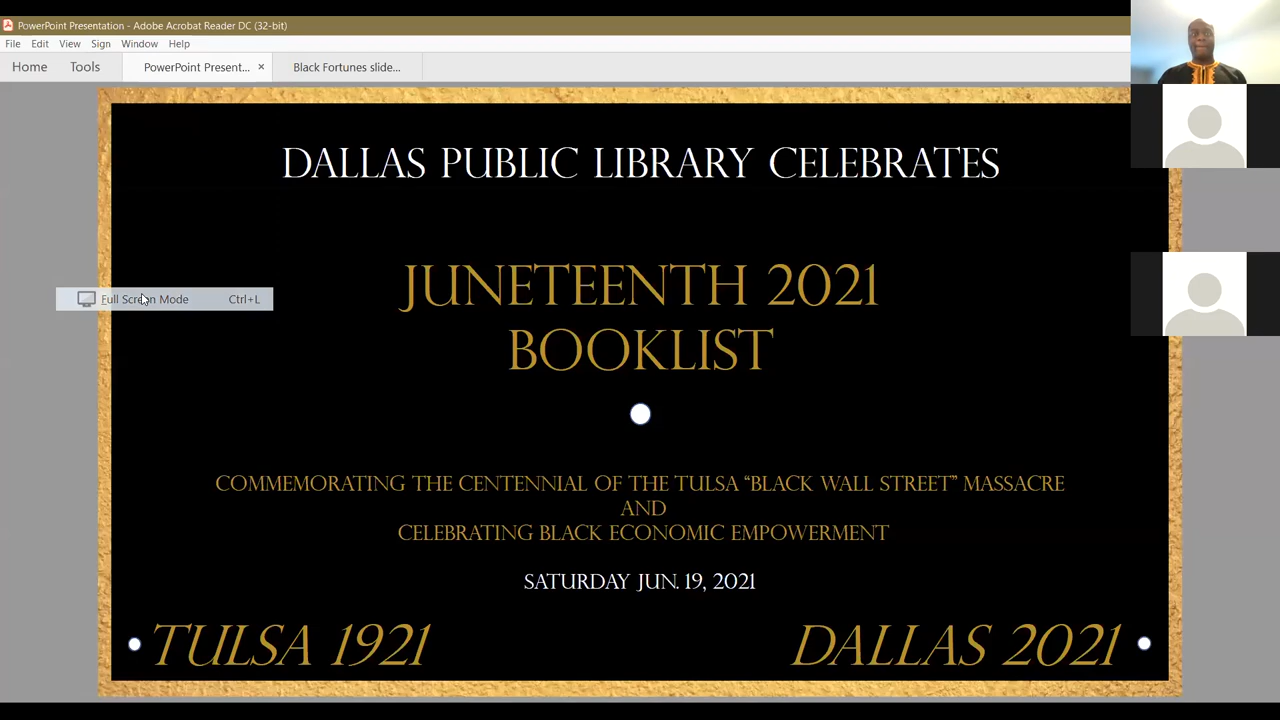 PowerPoint Presentation - Adobe Acrobat Reader DC (32-bit)
File Edit View Sign Window Help
Home Tools PowerPoint Present... × Black Fortunes slide...
DALLAS PUBLIC LIBRARY CELEBRATES
JUNETEENTH 2021
BOOKLIST
Full Screen Mode Ctrl+L
COMMEMORATING THE CENTENNIAL OF THE TULSA “BLACK WALL STREET” MASSACRE
AND
CELEBRATING BLACK ECONOMIC EMPOWERMENT
SATURDAY JUN. 19, 2021
TULSA 1921
DALLAS 2021